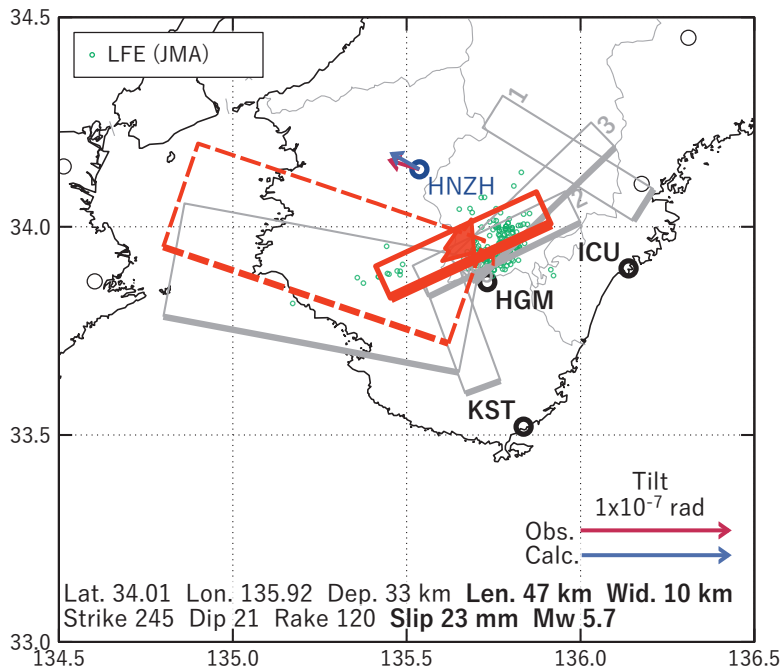 34.5
LFE (JMA)
1
3
HNZH
2
34.0
ICU
HGM
KST
33.5
Tilt
1x10⁻⁷ rad
Obs.
Calc.
Lat. 34.01 Lon. 135.92 Dep. 33 km Len. 47 km Wid. 10 km
Strike 245 Dip 21 Rake 120 Slip 23 mm Mw 5.7
33.0
134.5 135.0 135.5 136.0 136.5